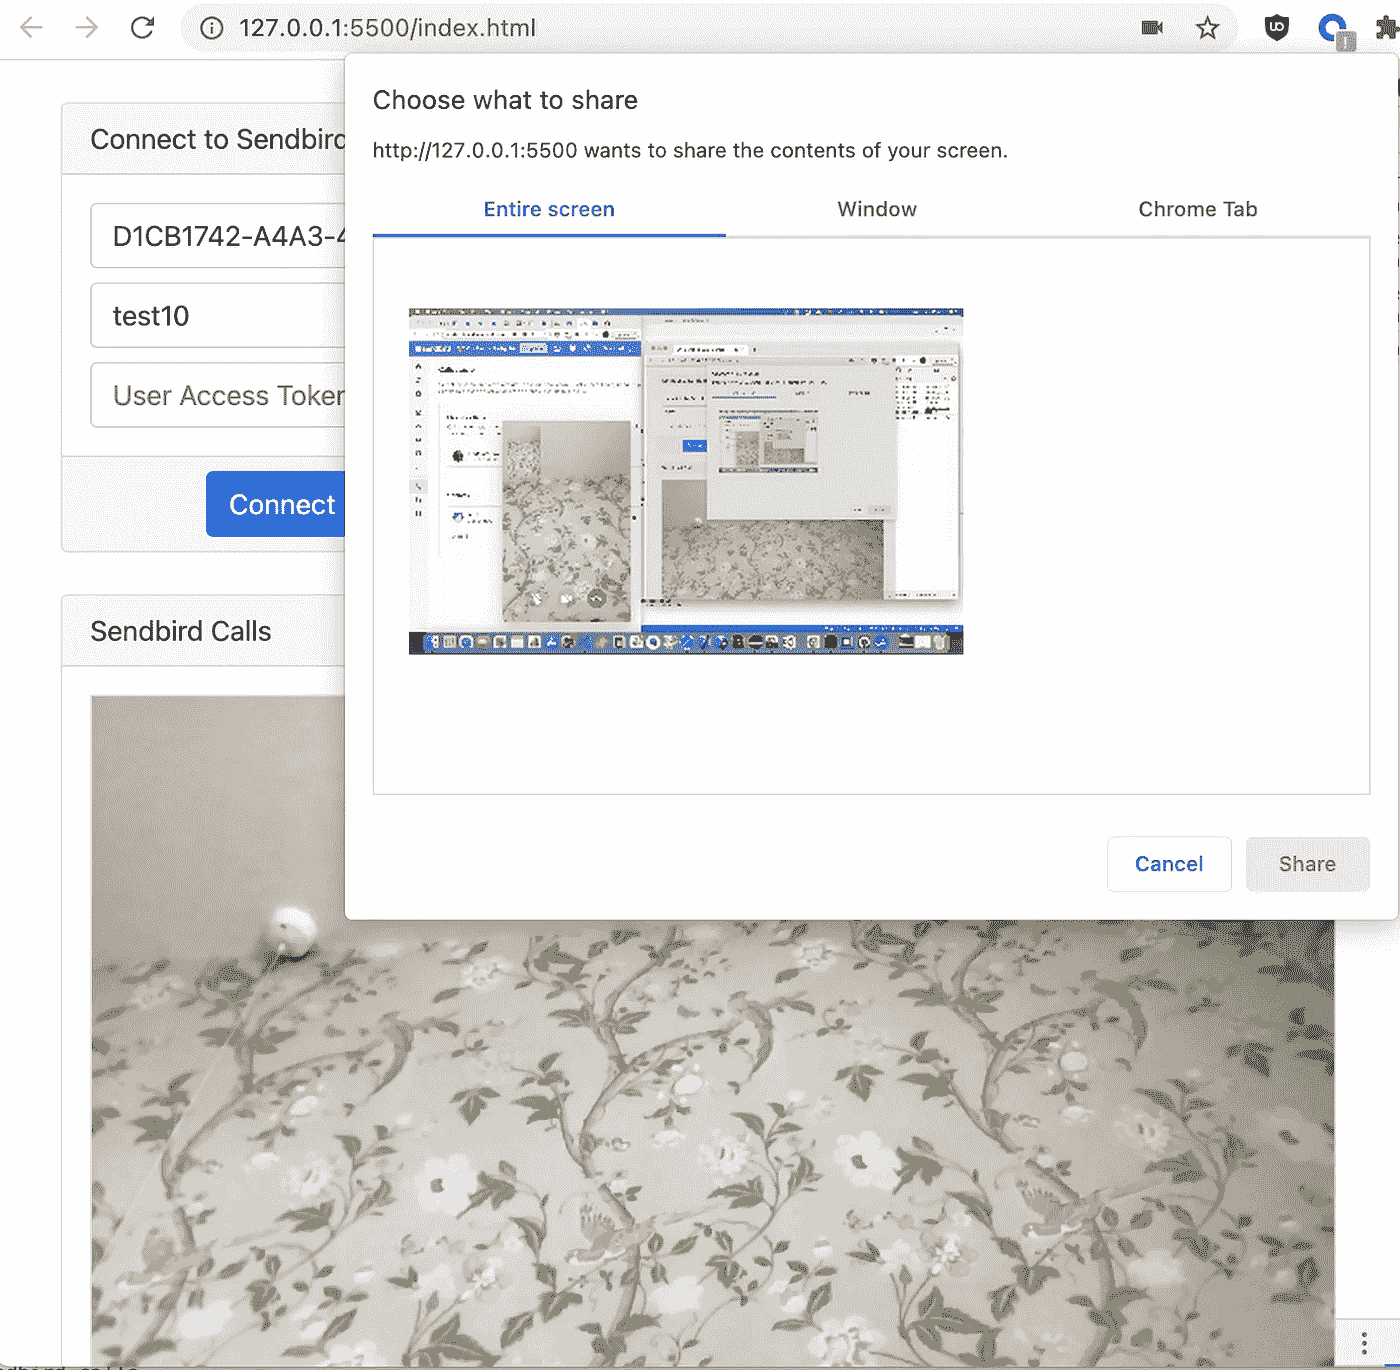 127.0.0.1:5500/index.html
Choose what to share
http://127.0.0.1:5500 wants to share the contents of your screen.
Entire screen
Window
Chrome Tab
Cancel
Share
Connect to Sendbird
D1CB1742-A4A3-4
test10
User Access Token
Connect
Sendbird Calls